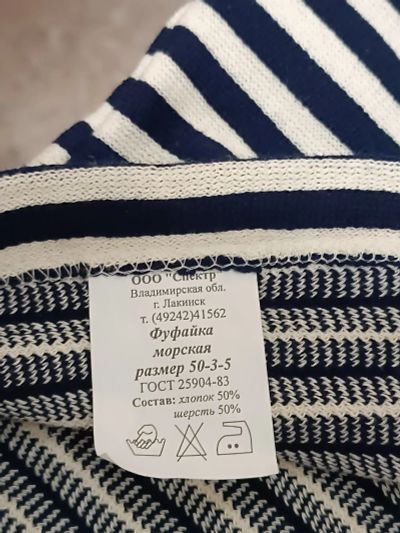 ООО "Спектр"
Владимирская обл.
г. Лакинск
т. (49242)41562
Фуфайка
морская
размер 50-3-5
ГОСТ 25904-83
Состав: хлопок 50%
шерсть 50%